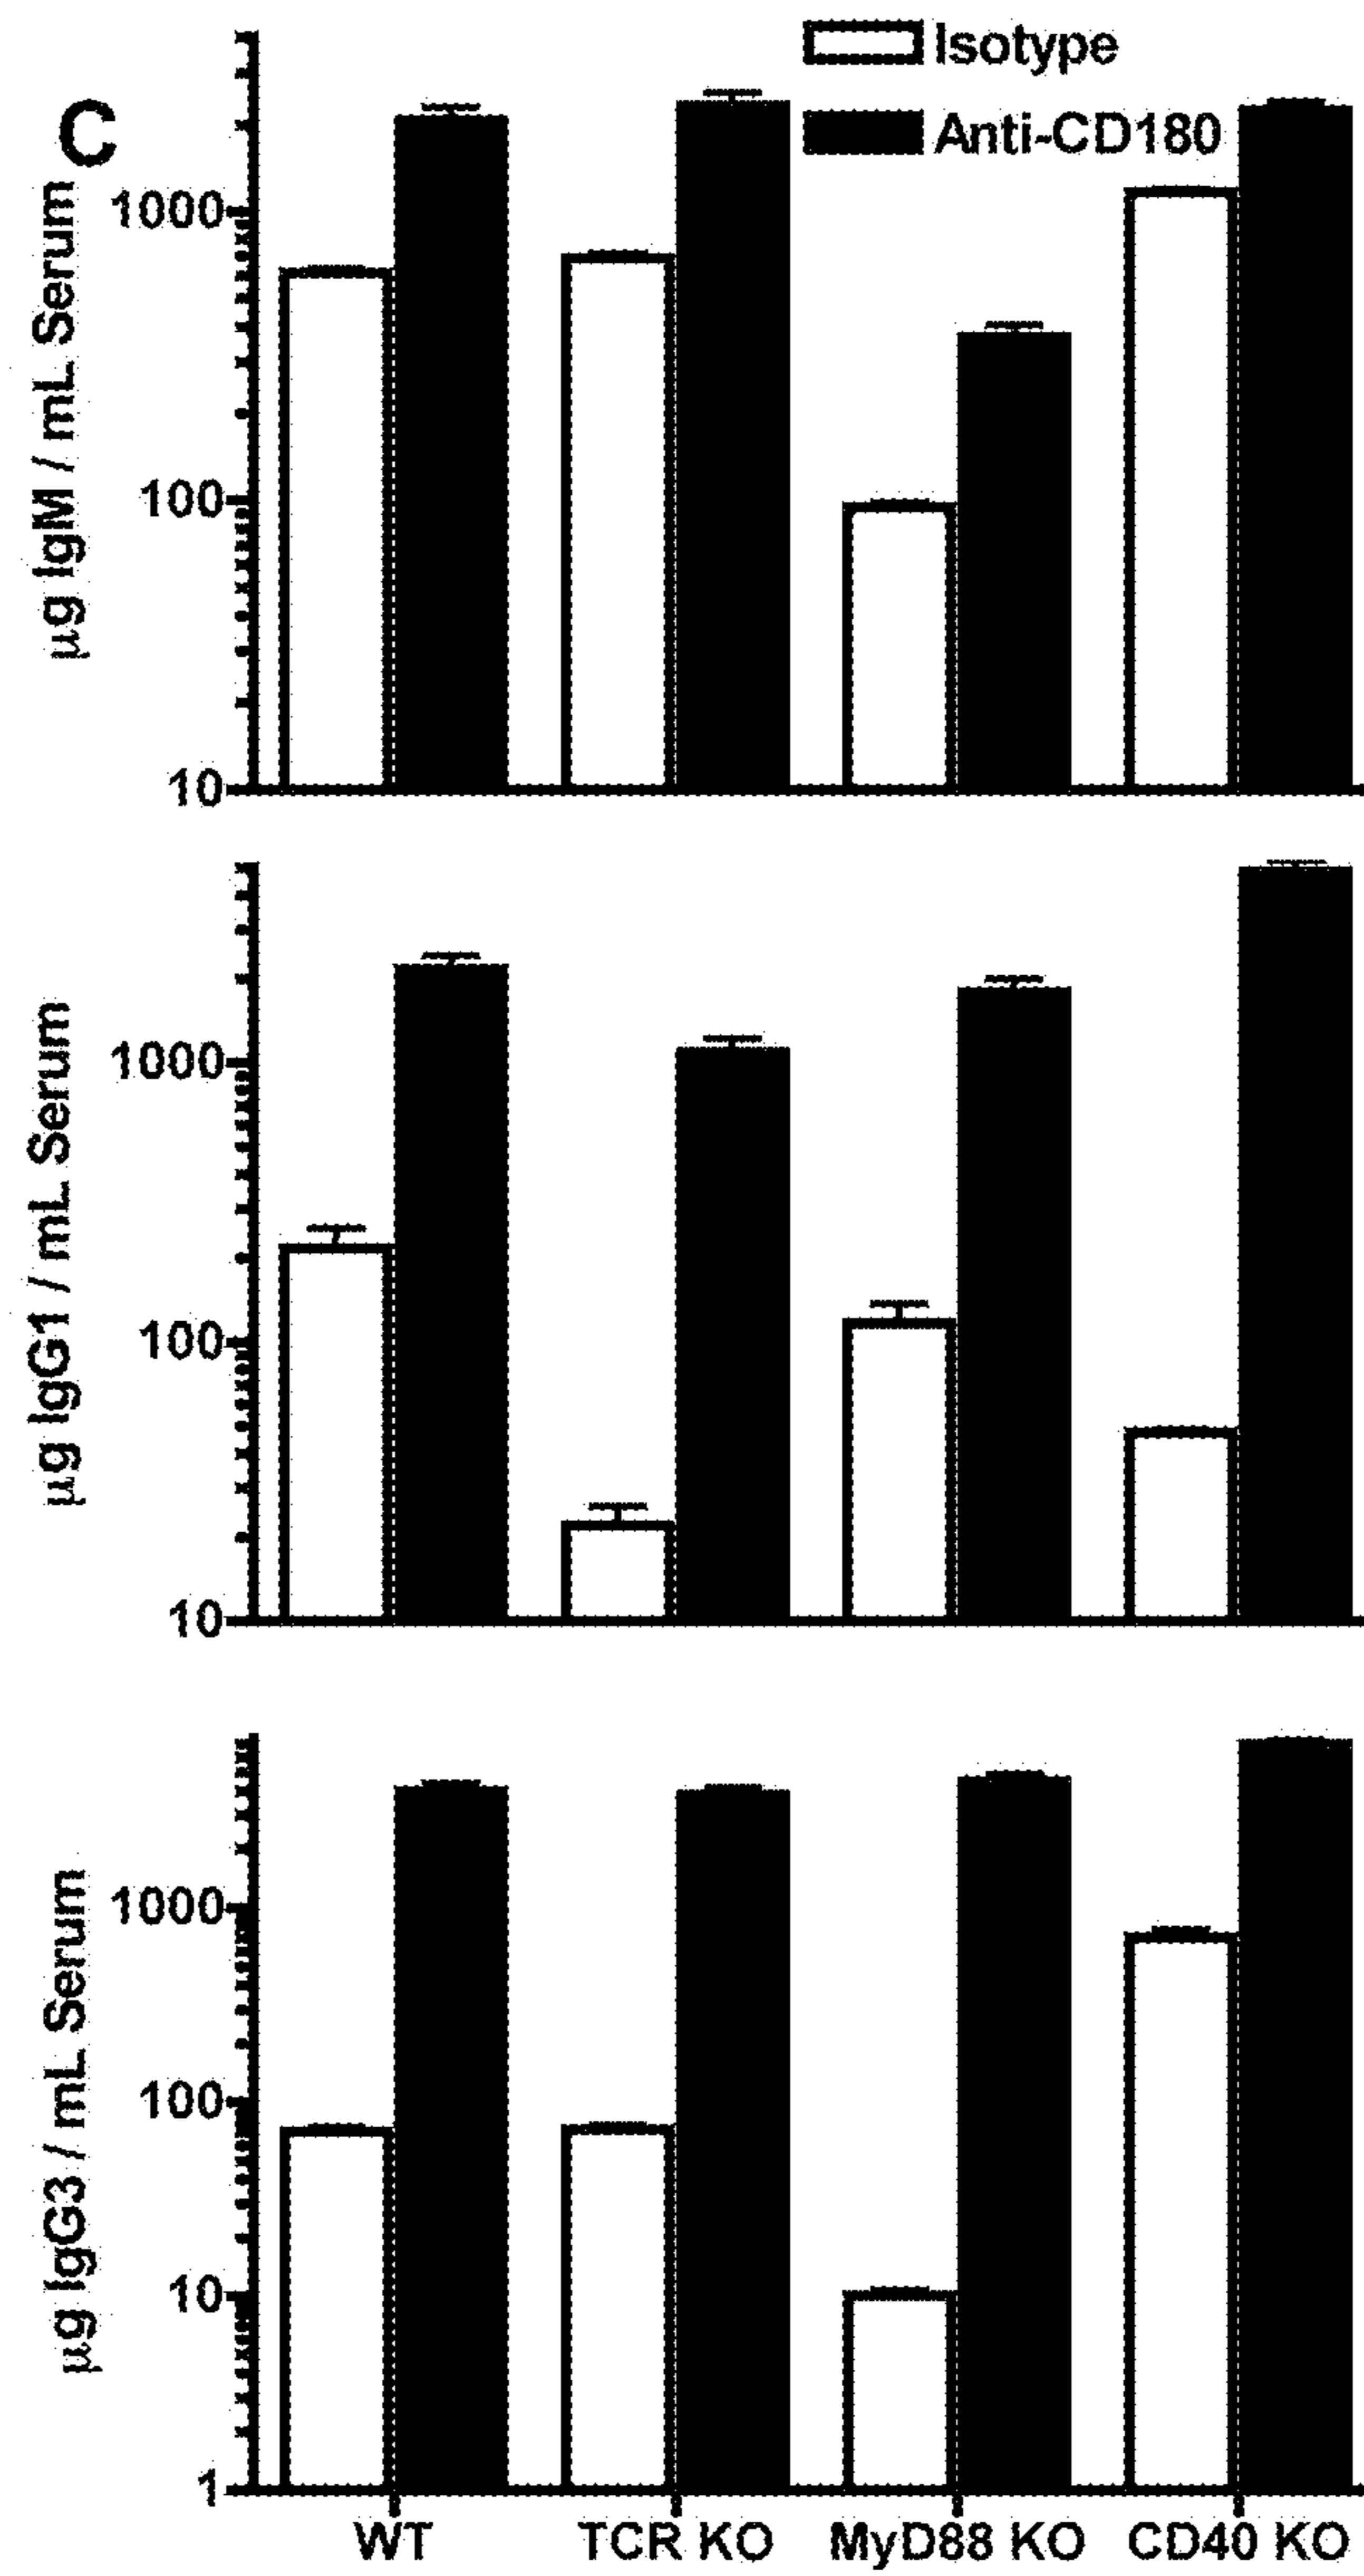 C
Isotype
Anti-CD180
µg IgM / mL Serum
1000
100
10
µg IgG1 / mL Serum
1000
100
10
µg IgG3 / mL Serum
1000
100
10
1
WT TCR KO MyD88 KO CD40 KO